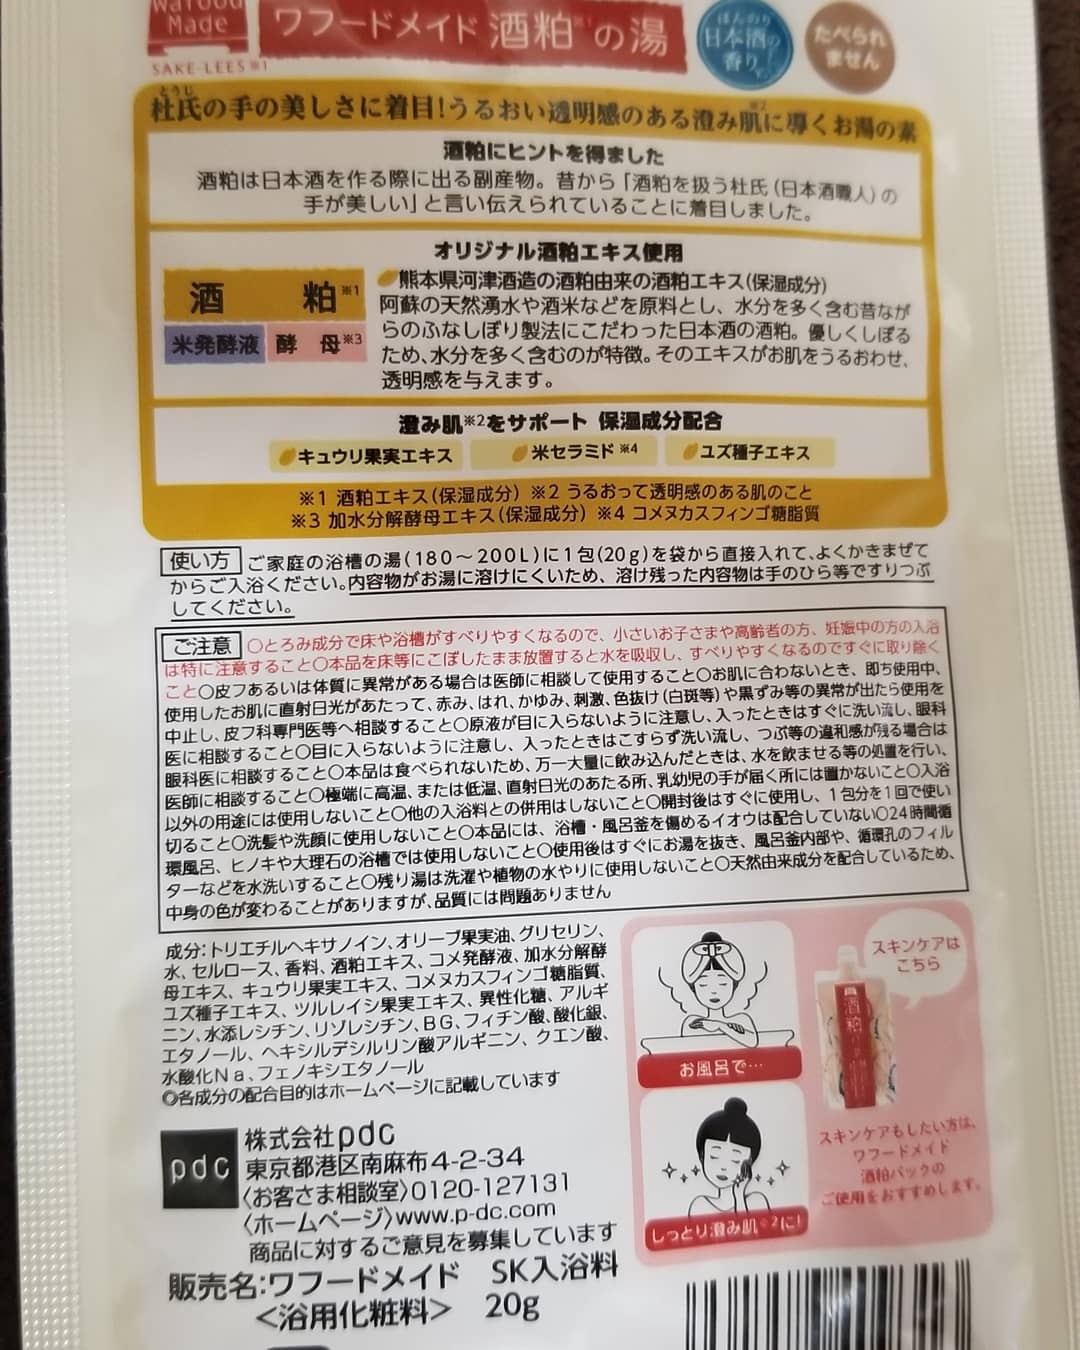 Wafood
Made
SAKE LEES※1
ワフードメイド 酒粕※1の湯
ほんのり
日本酒の
香り。
たべられ
ません
杜氏の手の美しさに着目!うるおい透明感のある澄み肌※2に導くお湯の素
とうじ
酒粕にヒントを得ました
酒粕は日本酒を作る際に出る副産物。昔から「酒粕を扱う杜氏(日本酒職人)の
手が美しい」と言い伝えられていることに着目しました。
オリジナル酒粕エキス使用
酒 粕※1
米発酵液 酵 母※3
熊本県河津酒造の酒粕由来の酒粕エキス(保湿成分)
阿蘇の天然湧水や酒米などを原料とし、水分を多く含む昔なが
らのふなしぼり製法にこだわった日本酒の酒粕。優しくしぼる
ため、水分を多く含むのが特徴。そのエキスがお肌をうるおわせ、
透明感を与えます。
澄み肌※2をサポート 保湿成分配合
キュウリ果実エキス 米セラミド※4 ユズ種子エキス
※1 酒粕エキス(保湿成分) ※2 うるおって透明感のある肌のこと
※3 加水分解酵母エキス(保湿成分) ※4 コメヌカスフィンゴ糖脂質
使い方 ご家庭の浴槽の湯(180～200L)に1包(20g)を袋から直接入れて、よくかきまぜて
からご入浴ください。内容物がお湯に溶けにくいため、溶け残った内容物は手のひら等ですりつぶ
してください。
ご注意 ○とろみ成分で床や浴槽がすべりやすくなるので、小さいお子さまや高齢者の方、妊娠中の方の入浴
は特に注意すること○本品を床等にこぼしたまま放置すると水を吸収し、すべりやすくなるのですぐに取り除く
こと○皮フあるいは体質に異常がある場合は医師に相談して使用すること○お肌に合わないとき、即ち使用中、
使用したお肌に直射日光があたって、赤み、はれ、かゆみ、刺激、色抜け(白斑等)や黒ずみ等の異常が出たら使用を
中止し、皮フ科専門医等へ相談すること○原液が目に入らないように注意し、入ったときはすぐに洗い流し、眼科
医に相談すること○目に入らないように注意し、入ったときはこすらず洗い流し、つぶ等の違和感が残る場合は
眼科医に相談すること○本品は食べられないため、万一大量に飲み込んだときは、水を飲ませる等の処置を行い、
医師に相談すること○極端に高温、または低温、直射日光のあたる所、乳幼児の手が届く所には置かないこと○入浴
以外の用途には使用しないこと○他の入浴料との併用はしないこと○開封後はすぐに使用し、1包分を1回で使い
切ること○洗髪や洗顔に使用しないこと○本品には、浴槽・風呂釜を傷めるイオウは配合していない○24時間循
環風呂、ヒノキや大理石の浴槽では使用しないこと○使用後はすぐにお湯を抜き、風呂釜内部や、循環孔のフィル
ターなどを水洗いすること○残り湯は洗濯や植物の水やりに使用しないこと○天然由来成分を配合しているため、
中身の色が変わることがありますが、品質には問題ありません
成分:トリエチルヘキサノイン、オリーブ果実油、グリセリン、
水、セルロース、香料、酒粕エキス、コメ発酵液、加水分解酵
母エキス、キュウリ果実エキス、コメヌカスフィンゴ糖脂質、
ユズ種子エキス、ツルレイシ果実エキス、異性化糖、アルギ
ニン、水添レシチン、リゾレシチン、BG、フィチン酸、酸化銀、
エタノール、ヘキシルデシルリン酸アルギニン、クエン酸、
水酸化Na、フェノキシエタノール
◎各成分の配合目的はホームページに記載しています
pdc
株式会社pdc
東京都港区南麻布4-2-34
〈お客さま相談室〉0120-127131
〈ホームページ〉www.p-dc.com
商品に対するご意見を募集しています
販売名:ワフードメイド SK入浴料
<浴用化粧料> 20g
お風呂で…
しっとり澄み肌※2に!
スキンケアは
こちら
酒粕パック
スキンケアもしたい方は、
ワフードメイド
酒粕パックの
ご使用をおすすめします。